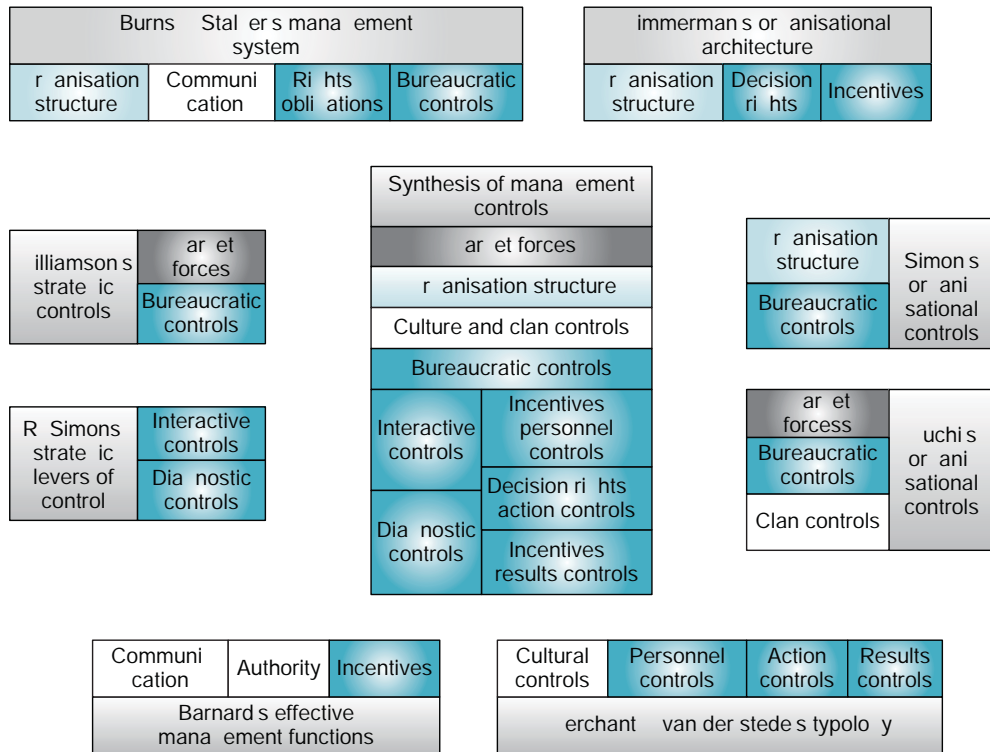 Burns Stal er s mana ement
system
r anisation
structure
Communi
cation
Ri hts
obli ations
Bureaucratic
controls
immerman s or anisational
architecture
r anisation
structure
Decision
ri hts
Incentives
Synthesis of mana ement
controls
ar et forces
r anisation structure
Culture and clan controls
Bureaucratic controls
Interactive
controls
Dia nostic
controls
Incentives
personnel
controls
Decision ri hts
action controls
Incentives
results controls
illiamson s
strate ic
controls
ar et
forces
Bureaucratic
controls
r anisation
structure
Bureaucratic
controls
Simon s
or ani
sational
controls
R Simons
strate ic
levers of
control
Interactive
controls
Dia nostic
controls
ar et
forcess
Bureaucratic
controls
Clan controls
uchi s
or ani
sational
controls
Communi
cation
Authority
Incentives
Barnard s effective
mana ement functions
Cultural
controls
Personnel
controls
Action
controls
Results
controls
erchant van der stede s typolo y